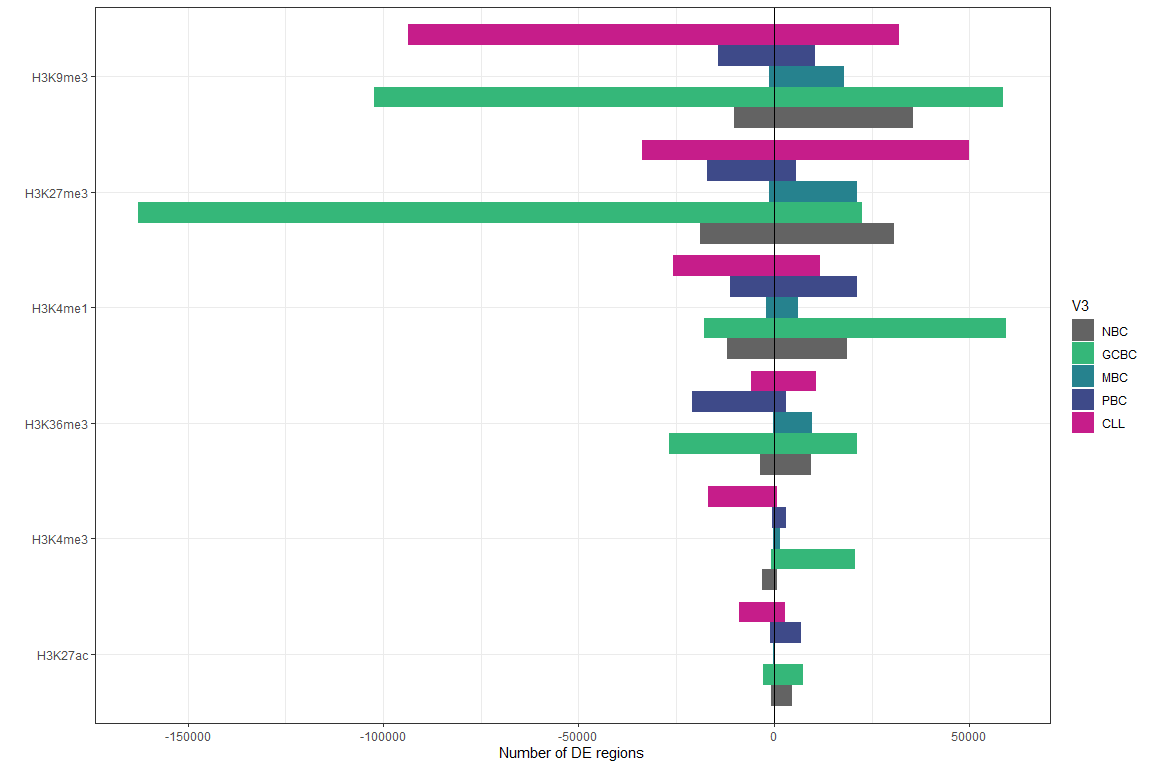 H3K9me3
H3K27me3
H3K4me1
H3K36me3
H3K4me3
H3K27ac
-150000
-100000
-50000
0
50000
Number of DE regions
V3
NBC
GCBC
MBC
PBC
CLL